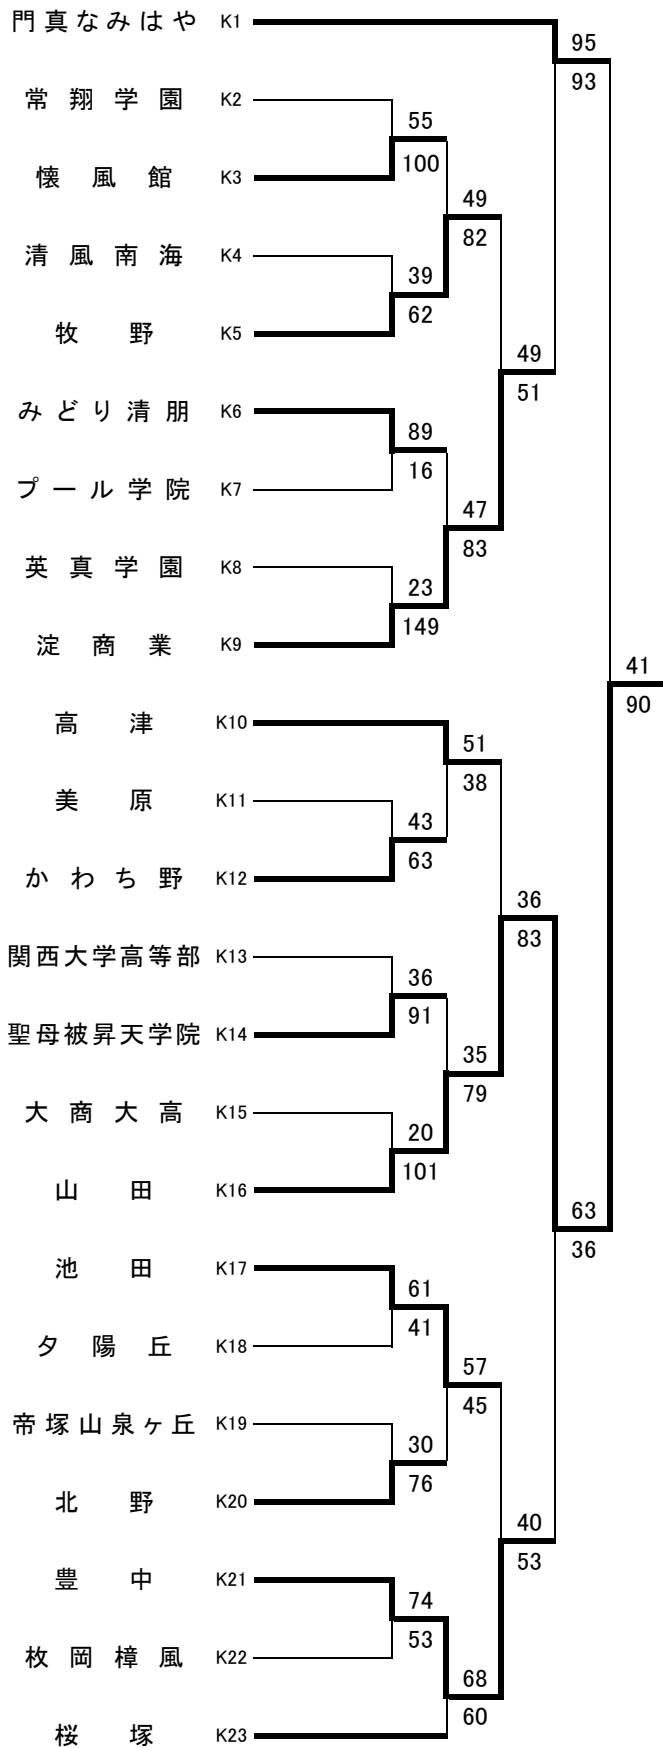 門真なみはや K1
95
93
常翔学園 K2
55
100
懐風館 K3
49
82
清風南海 K4
39
62
牧野 K5
49
51
みどり清朋 K6
89
16
プール学院 K7
47
83
英真学園 K8
23
149
淀商業 K9
41
90
高津 K10
51
38
美原 K11
43
63
かわち野 K12
36
83
関西大学高等部 K13
36
91
聖母被昇天学院 K14
35
79
大商大高 K15
20
101
山田 K16
63
36
池田 K17
61
41
夕陽丘 K18
57
45
帝塚山泉ヶ丘 K19
30
76
北野 K20
40
53
豊中 K21
74
53
枚岡樟風 K22
68
60
桜塚 K23